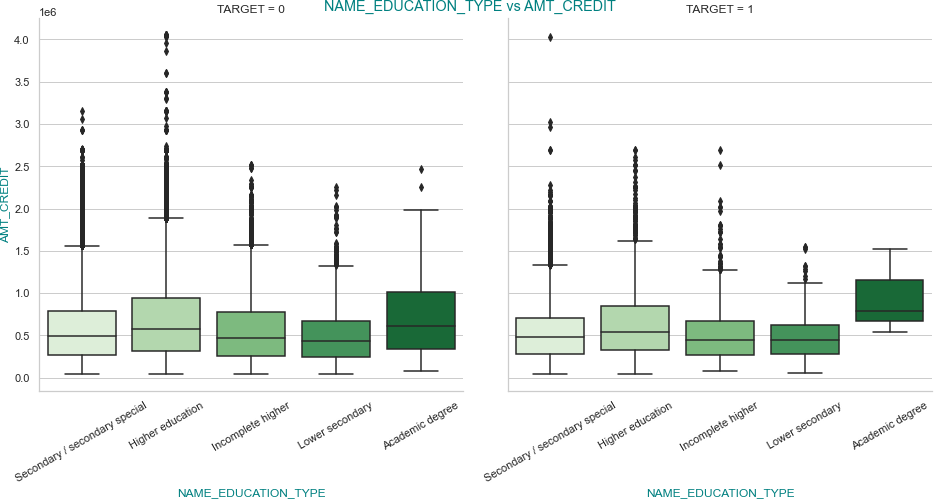 NAME_EDUCATION_TYPE vs AMT_CREDIT
TARGET = 0
TARGET = 1
1e6
4.0
3.5
3.0
2.5
2.0
1.5
1.0
0.5
0.0
AMT_CREDIT
Secondary / secondary special
Higher education
Incomplete higher
Lower secondary
Academic degree
Secondary / secondary special
Higher education
Incomplete higher
Lower secondary
Academic degree
NAME_EDUCATION_TYPE
NAME_EDUCATION_TYPE